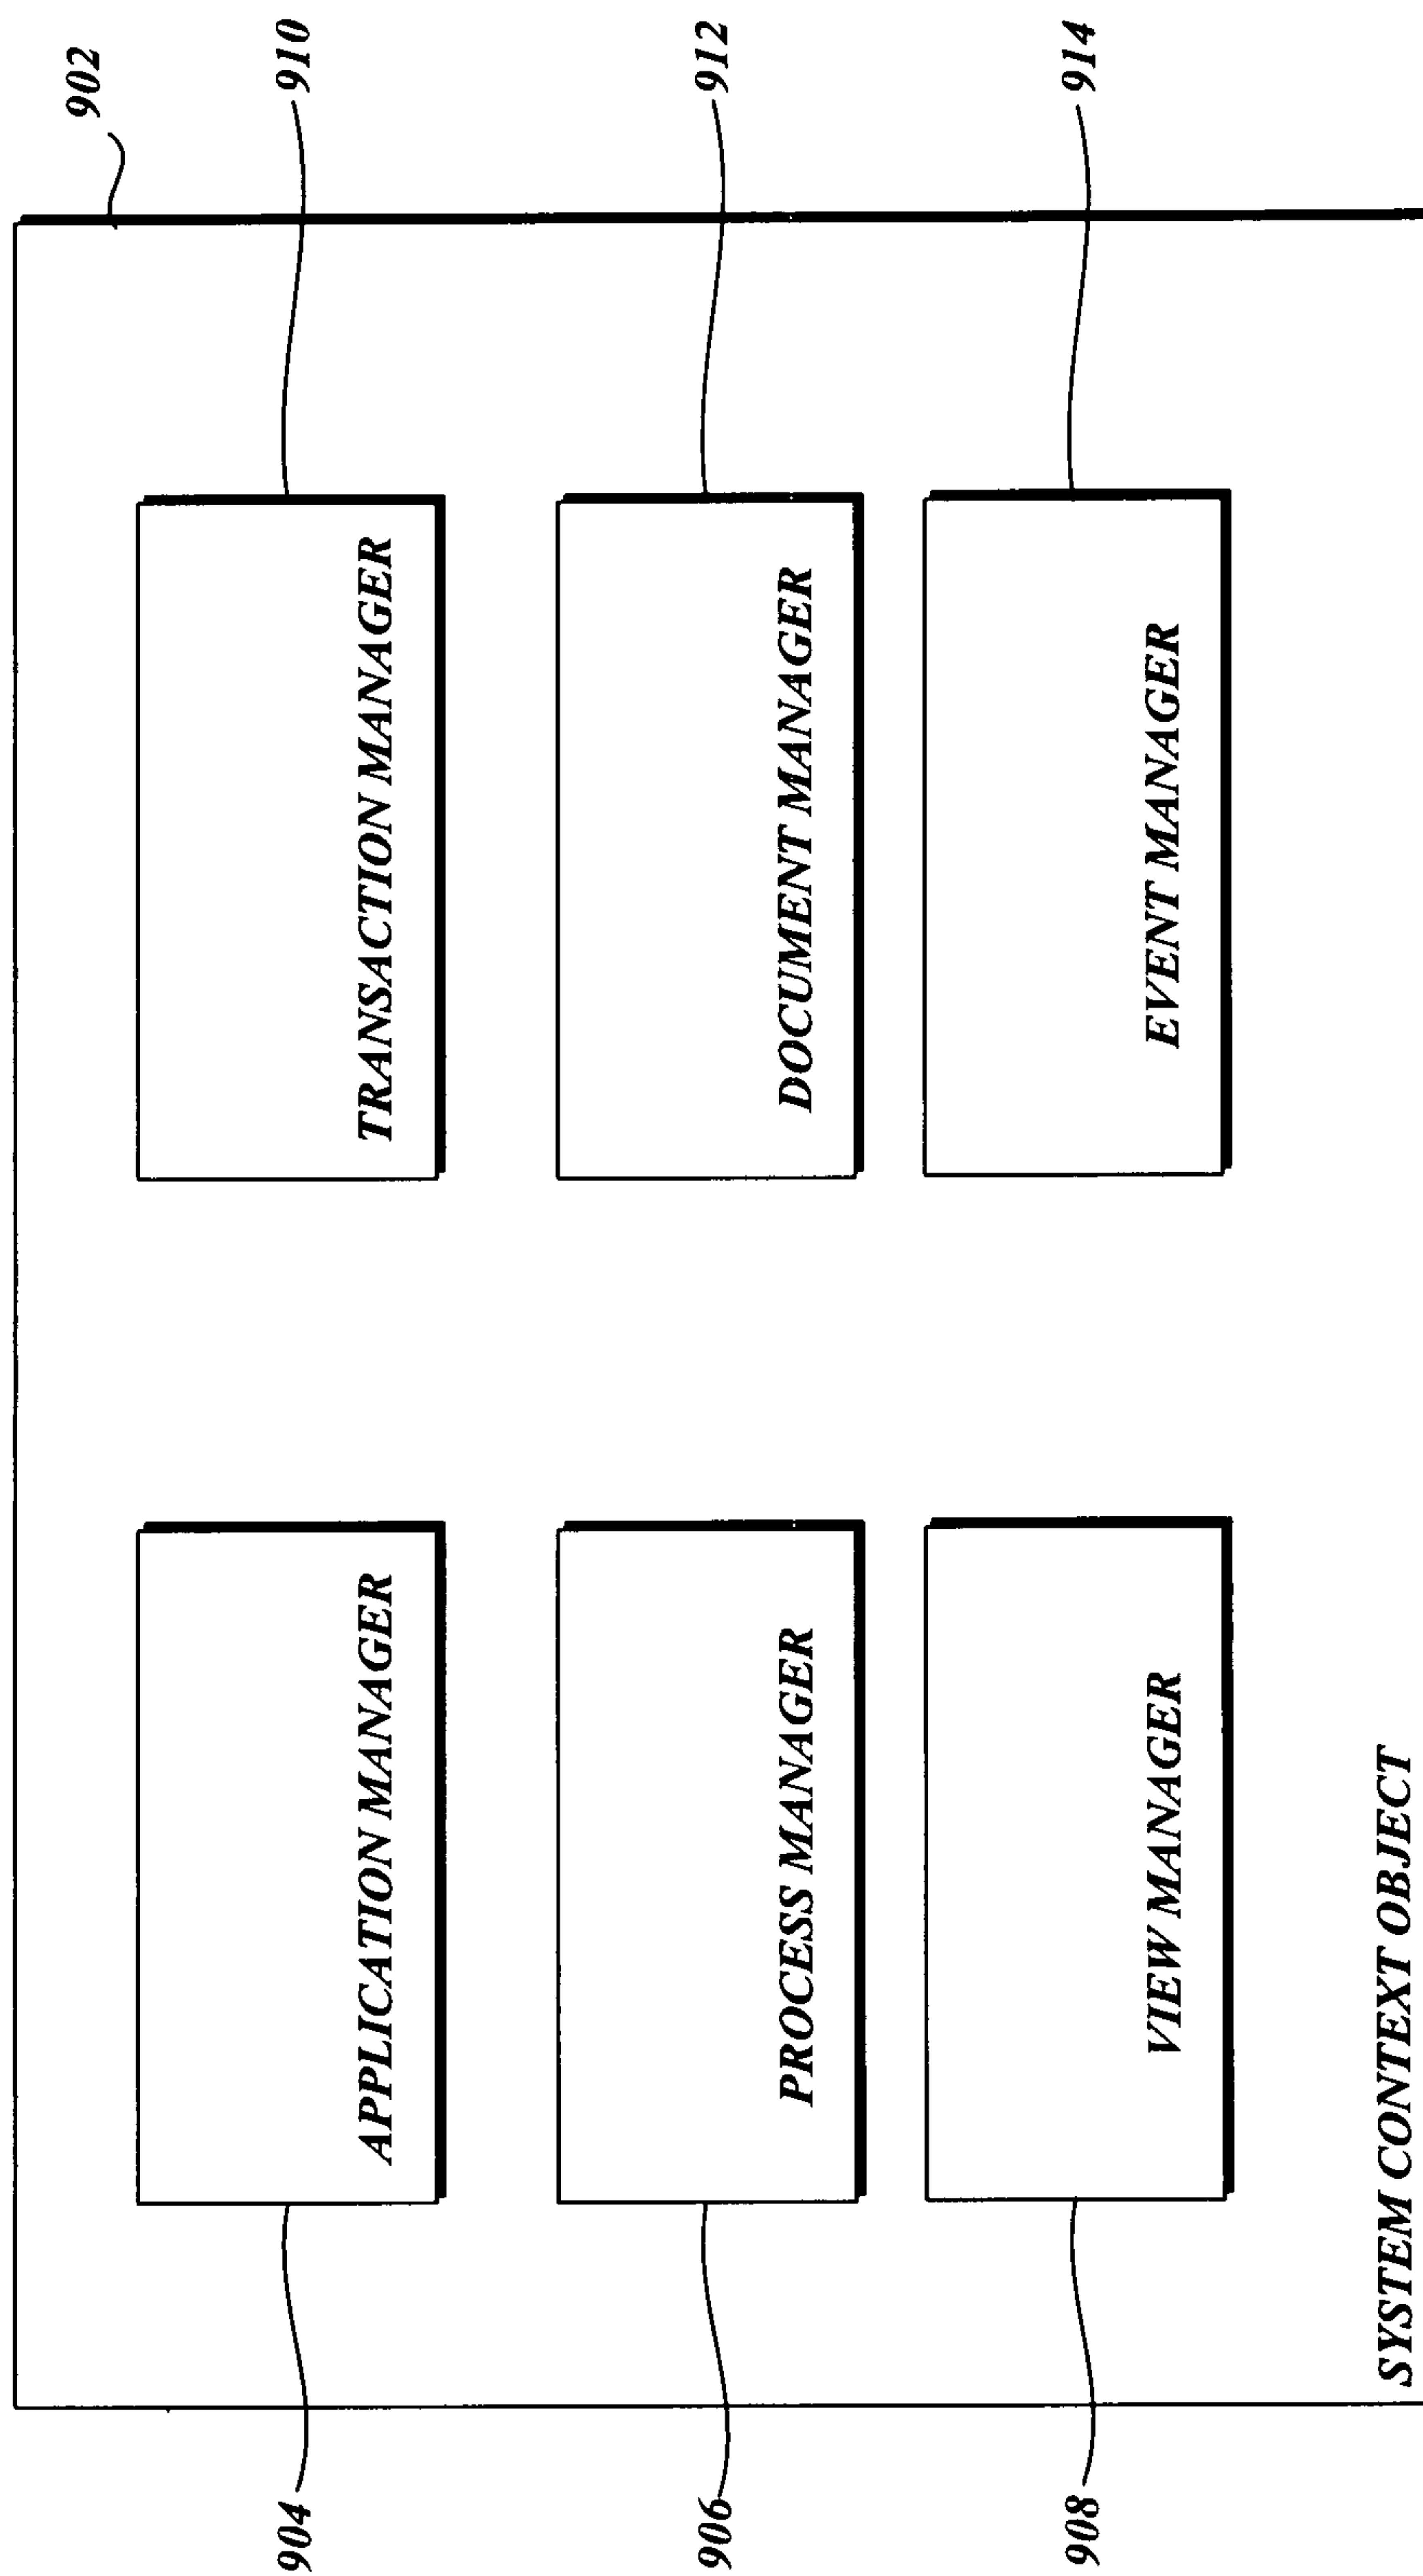 902
904
APPLICATION MANAGER
TRANSACTION MANAGER
910
906
PROCESS MANAGER
DOCUMENT MANAGER
912
908
VIEW MANAGER
EVENT MANAGER
914
SYSTEM CONTEXT OBJECT